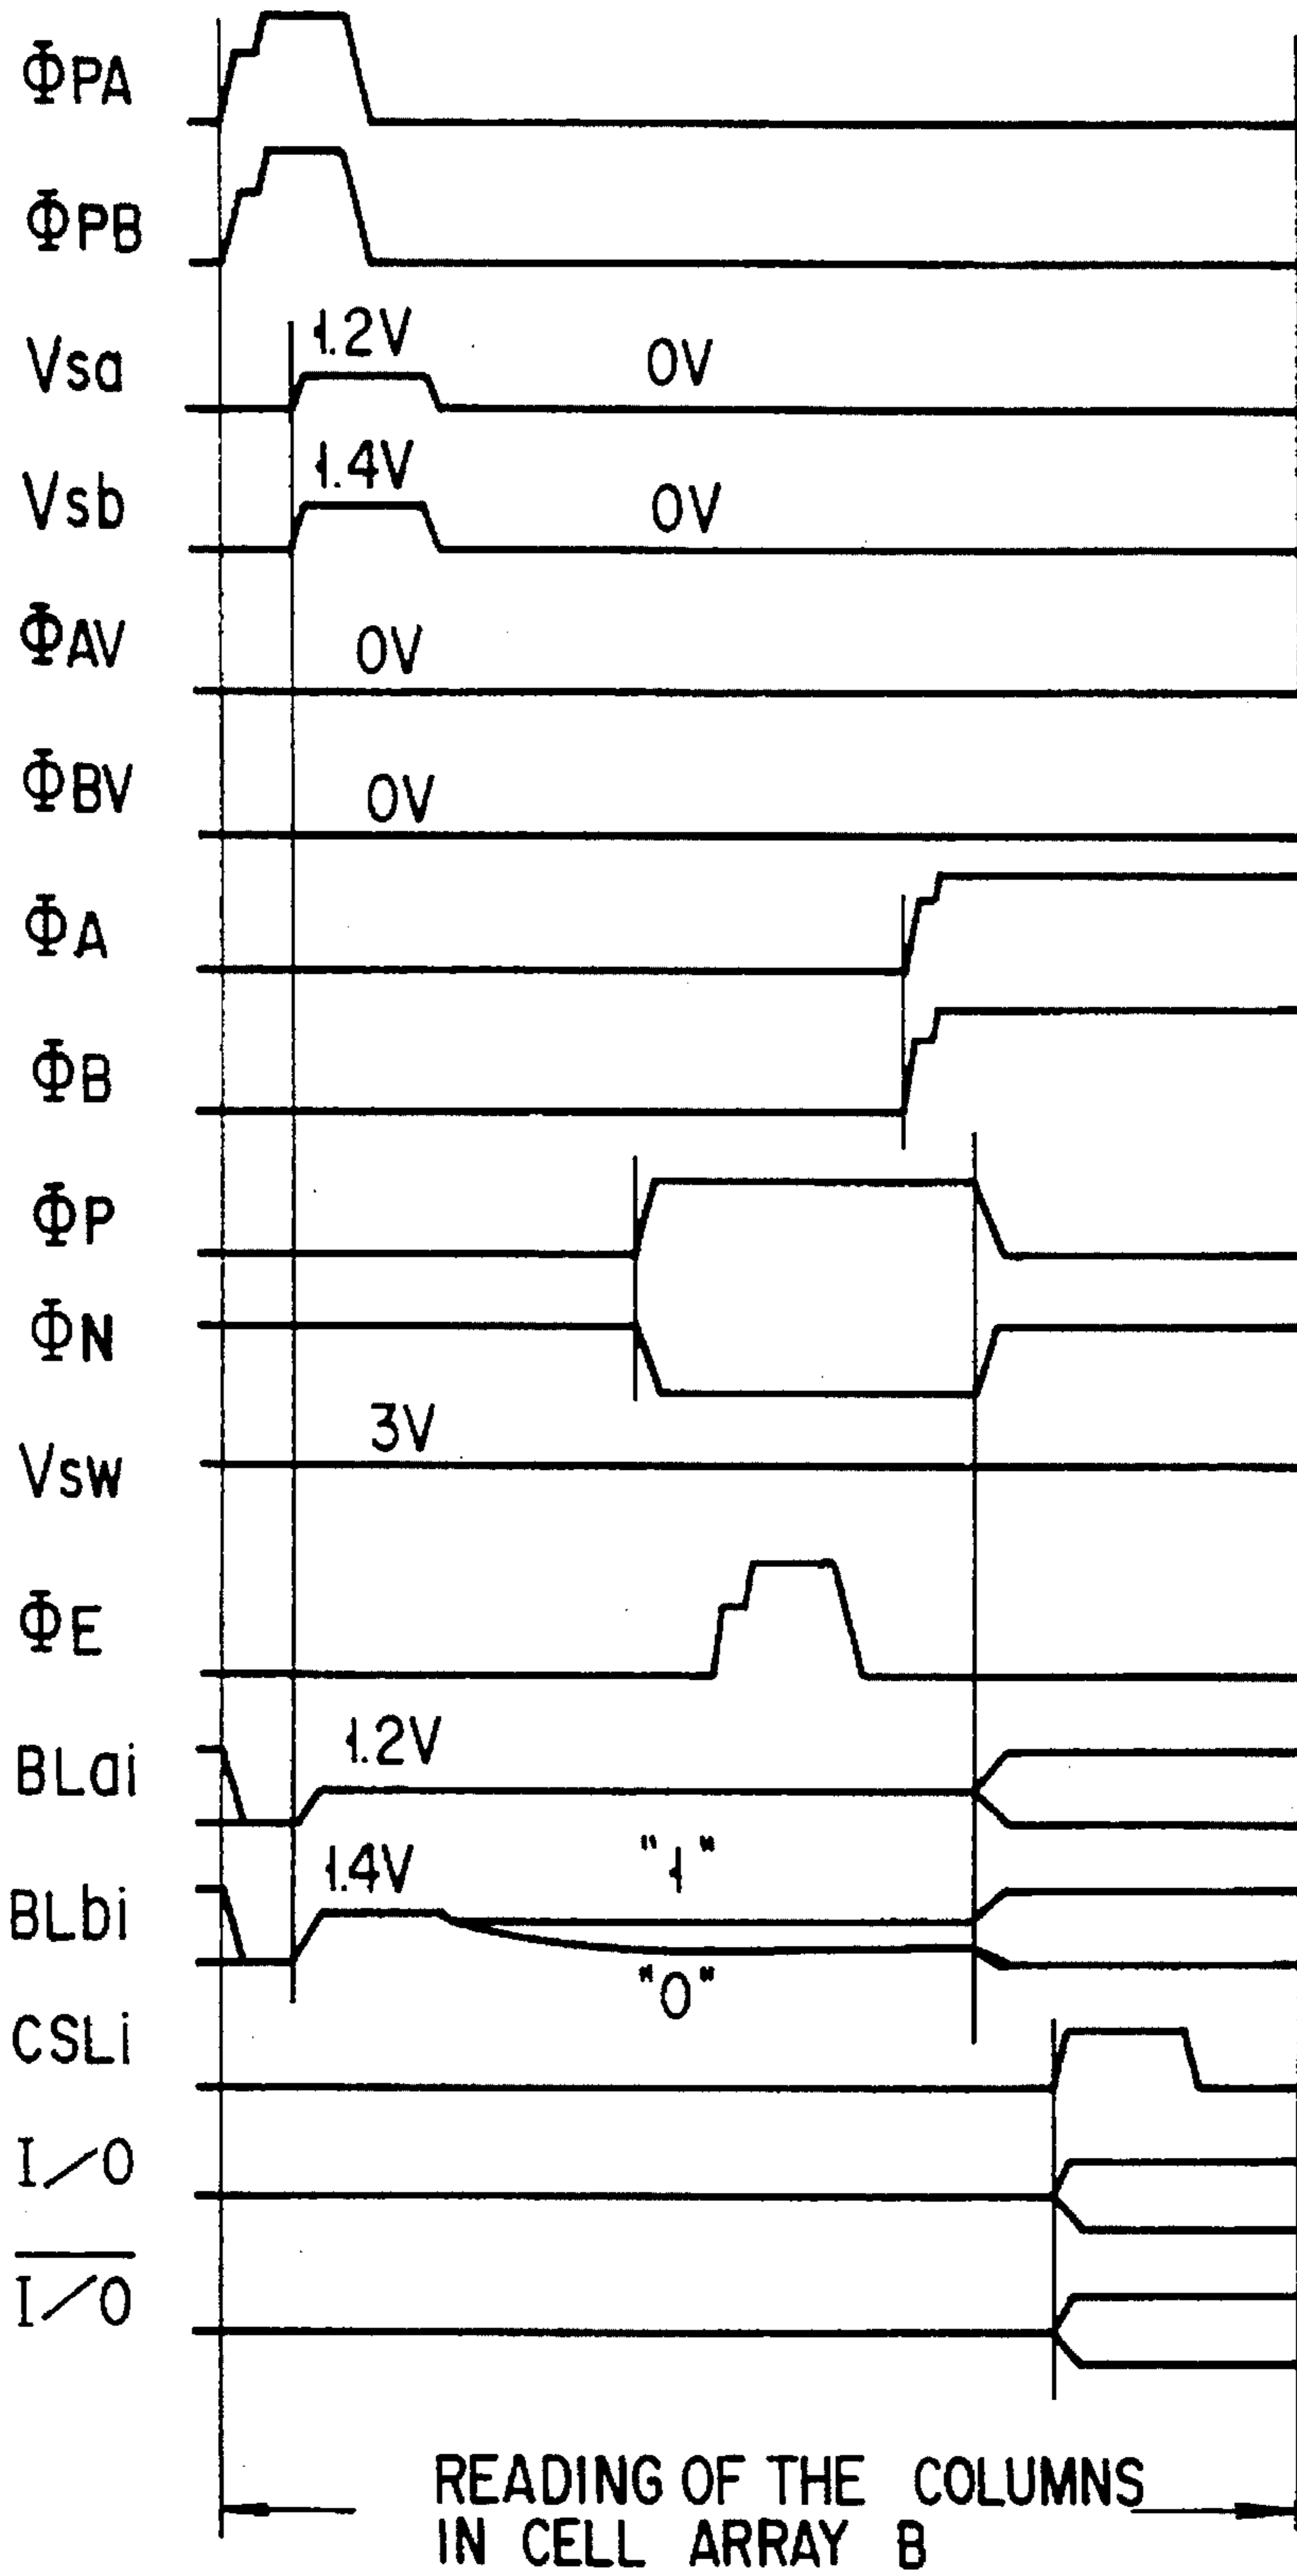 ΦPA
ΦPB
Vsa 1.2V 0V
Vsb 1.4V 0V
ΦAV 0V
ΦBV 0V
ΦA
ΦB
ΦP
ΦN
Vsw 3V
ΦE
BLai 1.2V
BLbi 1.4V "1"
"0"
CSLi
I/O
I/O
READING OF THE COLUMNS
IN CELL ARRAY B